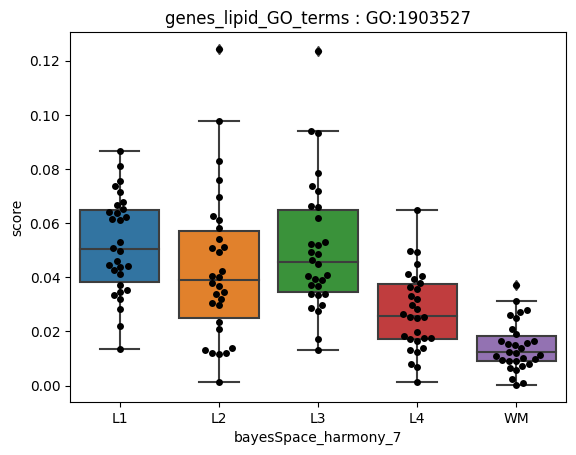 genes_lipid_GO_terms : GO:1903527
0.12
0.10
0.08
0.06
0.04
0.02
0.00
score
L1 L2 L3 L4 WM
bayesSpace_harmony_7